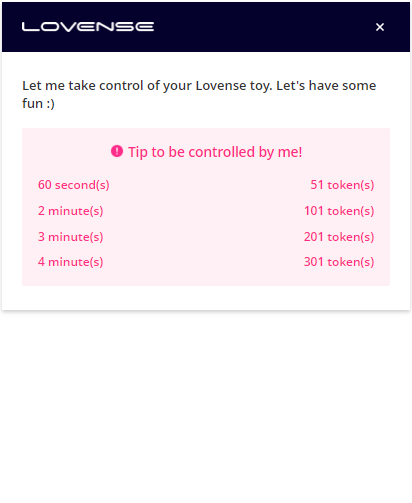 LOVENSE ×
Let me take control of your Lovense toy. Let's have some
fun :)
! Tip to be controlled by me!
60 second(s) 51 token(s)
2 minute(s) 101 token(s)
3 minute(s) 201 token(s)
4 minute(s) 301 token(s)